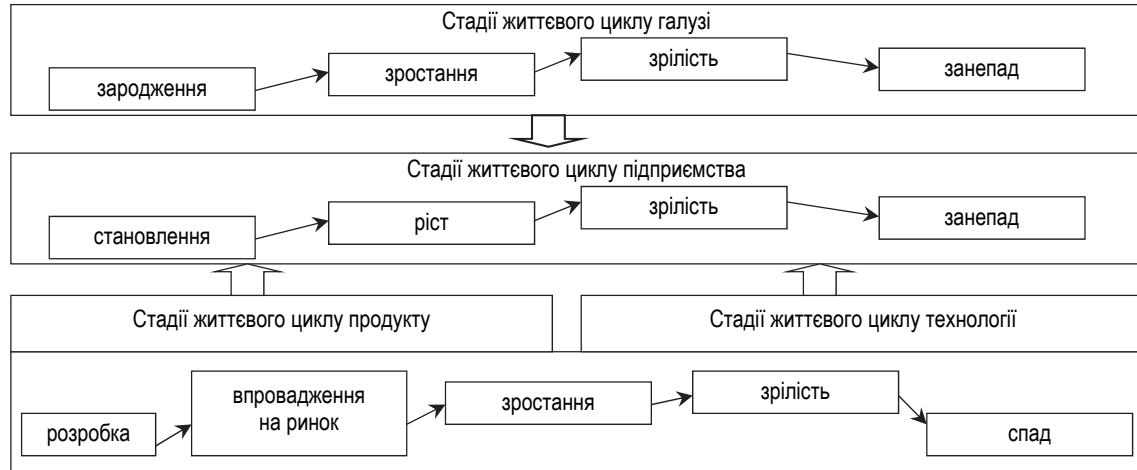 Стадії життєвого циклу галузі
зародження
зростання
зрілість
занепад
Стадії життєвого циклу підприємства
становлення
ріст
зрілість
занепад
Стадії життєвого циклу продукту
Стадії життєвого циклу технології
розробка
впровадження
на ринок
зростання
зрілість
спад